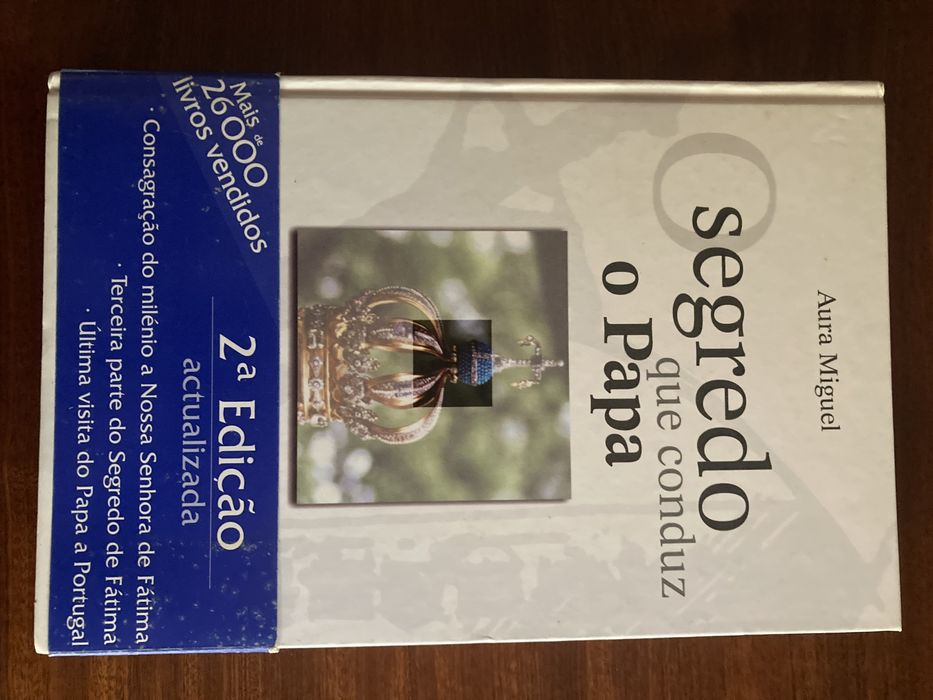 Aura Miguel
O
segredo
que conduz
o Papa
Mais de
26 000
livros vendidos
2ª Edição
actualizada
· Consagração do milénio a Nossa Senhora de Fátima
· Terceira parte do Segredo de Fátima
· Última visita do Papa a Portugal